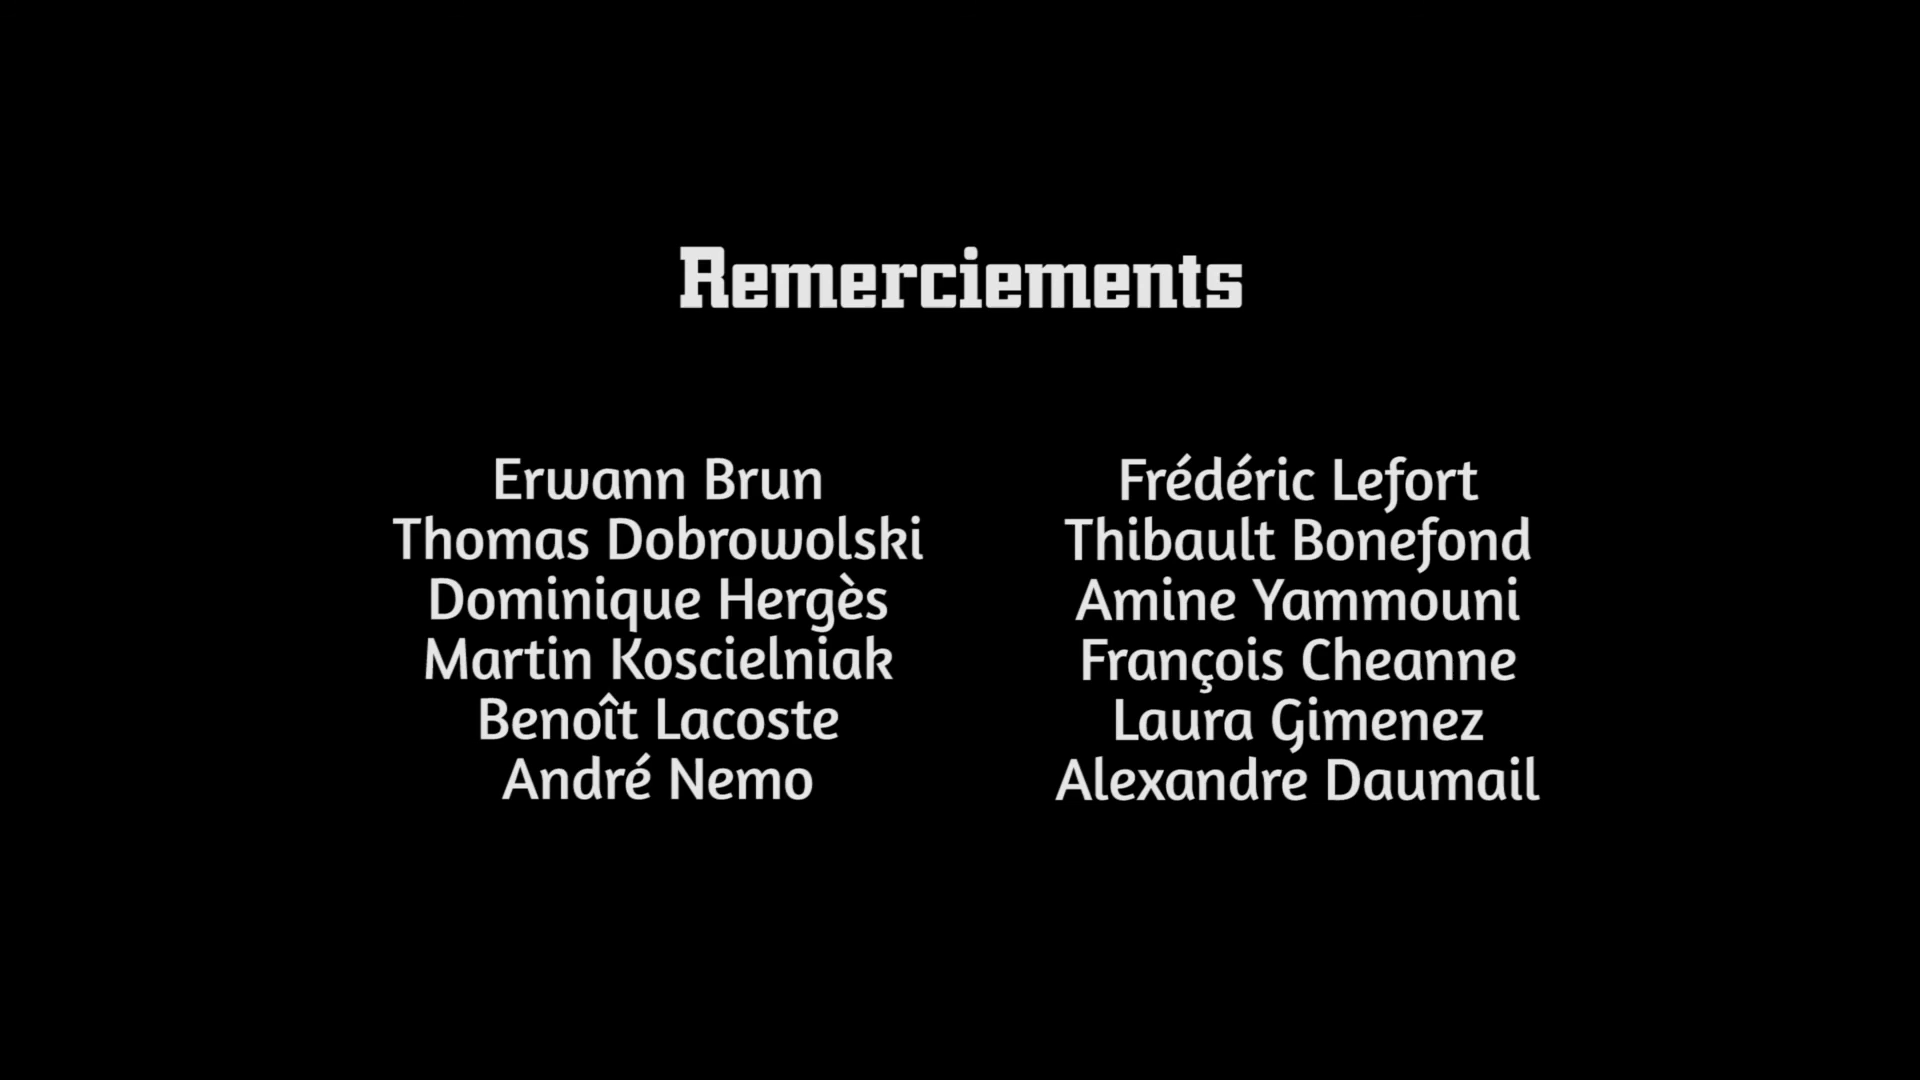 Remerciements
Erwann Brun
Thomas Dobrowolski
Dominique Hergès
Martin Koscielniak
Benoît Lacoste
André Nemo
Frédéric Lefort
Thibault Bonefond
Amine Yammouni
François Cheanne
Laura Gimenez
Alexandre Daumail